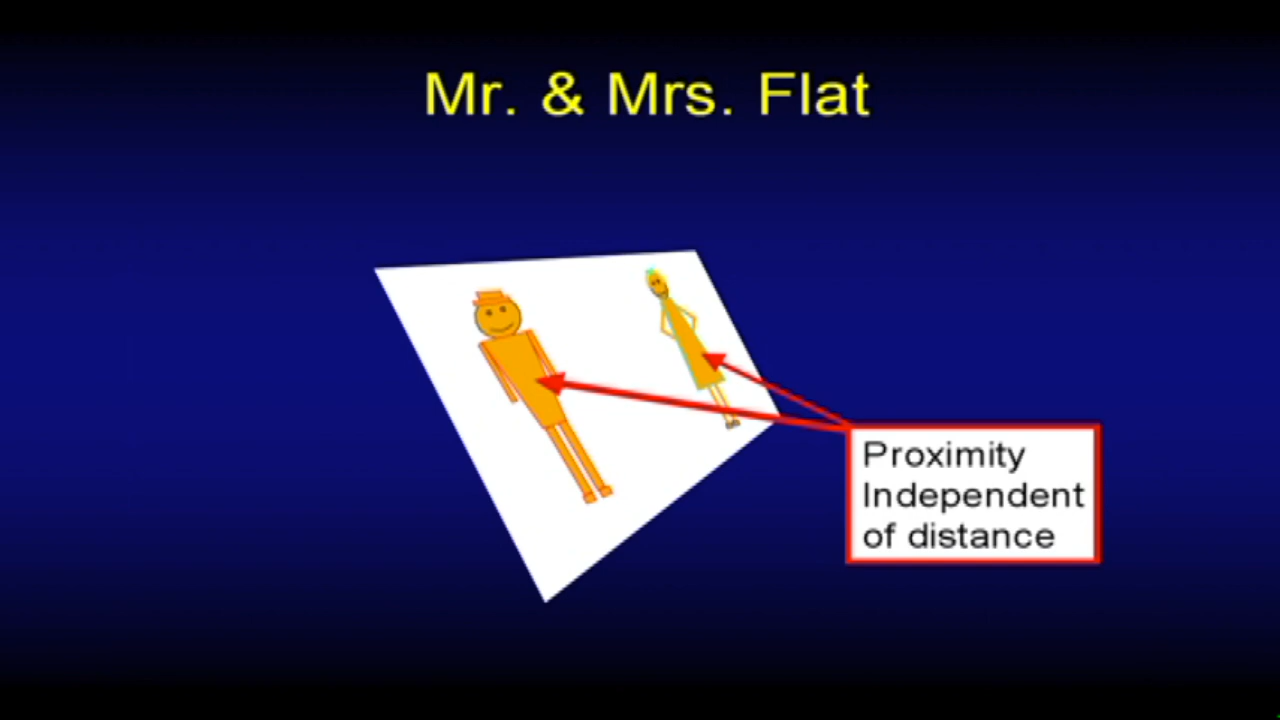 Mr. & Mrs. Flat
Proximity
Independent
of distance